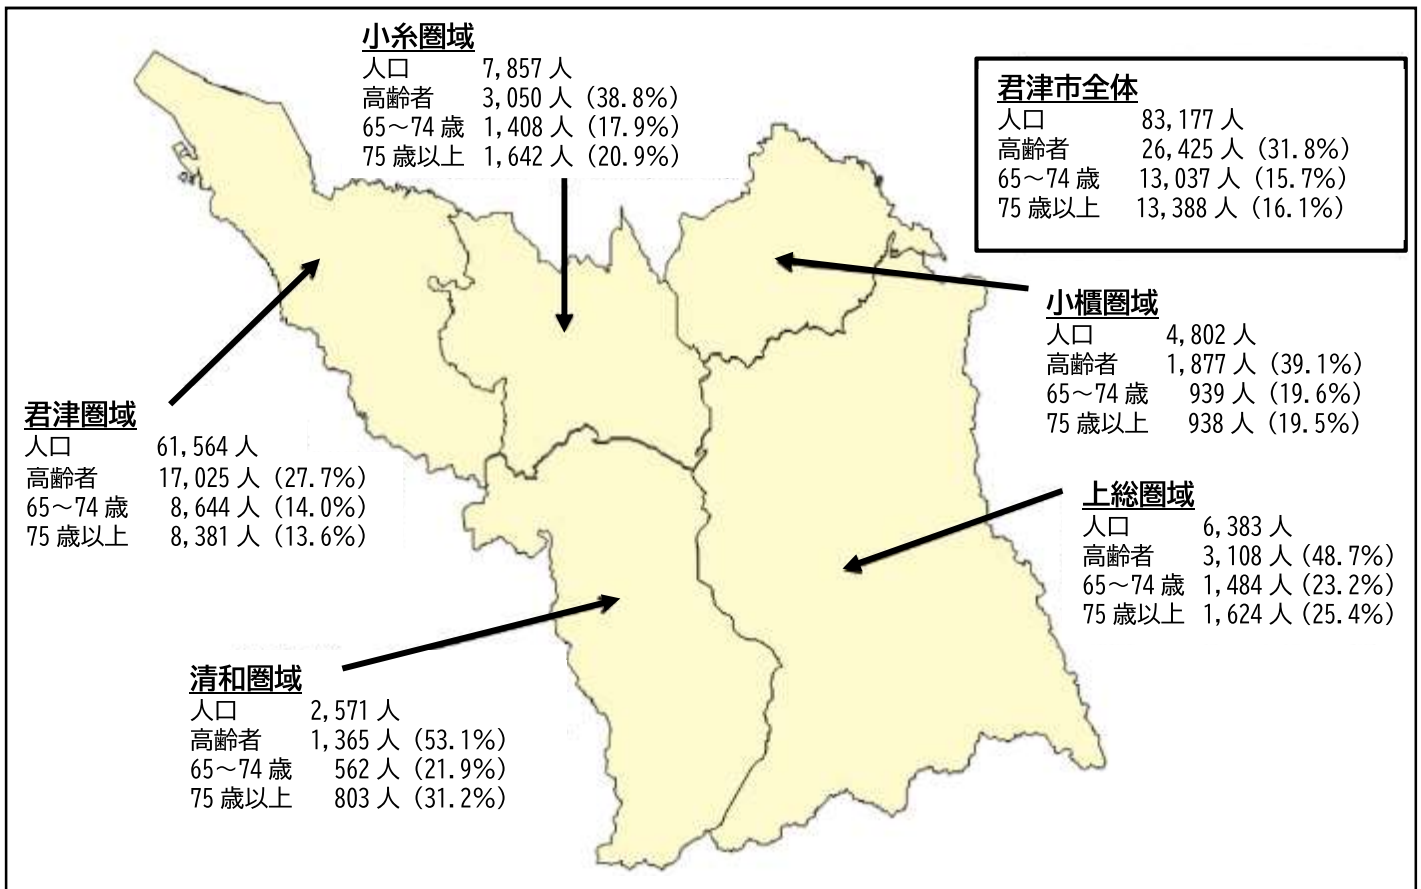 小糸圏域
人口 7,857 人
高齢者 3,050 人 (38.8%)
65～74 歳 1,408 人 (17.9%)
75 歳以上 1,642 人 (20.9%)
君津市全体
人口 83,177 人
高齢者 26,425 人 (31.8%)
65～74 歳 13,037 人 (15.7%)
75 歳以上 13,388 人 (16.1%)
小櫃圏域
人口 4,802 人
高齢者 1,877 人 (39.1%)
65～74 歳 939 人 (19.6%)
75 歳以上 938 人 (19.5%)
君津圏域
人口 61,564 人
高齢者 17,025 人 (27.7%)
65～74 歳 8,644 人 (14.0%)
75 歳以上 8,381 人 (13.6%)
上総圏域
人口 6,383 人
高齢者 3,108 人 (48.7%)
65～74 歳 1,484 人 (23.2%)
75 歳以上 1,624 人 (25.4%)
清和圏域
人口 2,571 人
高齢者 1,365 人 (53.1%)
65～74 歳 562 人 (21.9%)
75 歳以上 803 人 (31.2%)